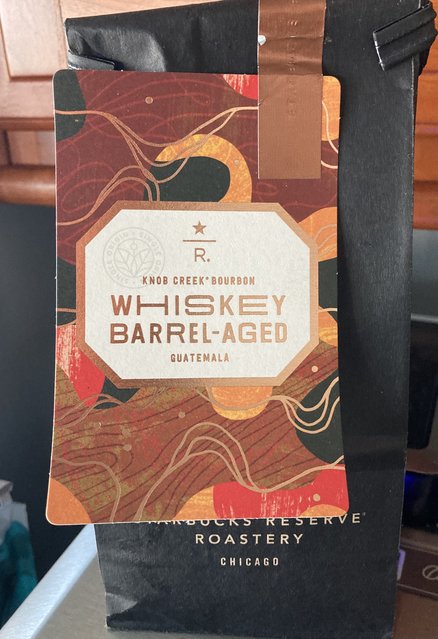 R.
KNOB CREEK® BOURBON
WHISKEY
BARREL-AGED
GUATEMALA
STARBUCKS RESERVE®
ROASTERY
CHICAGO